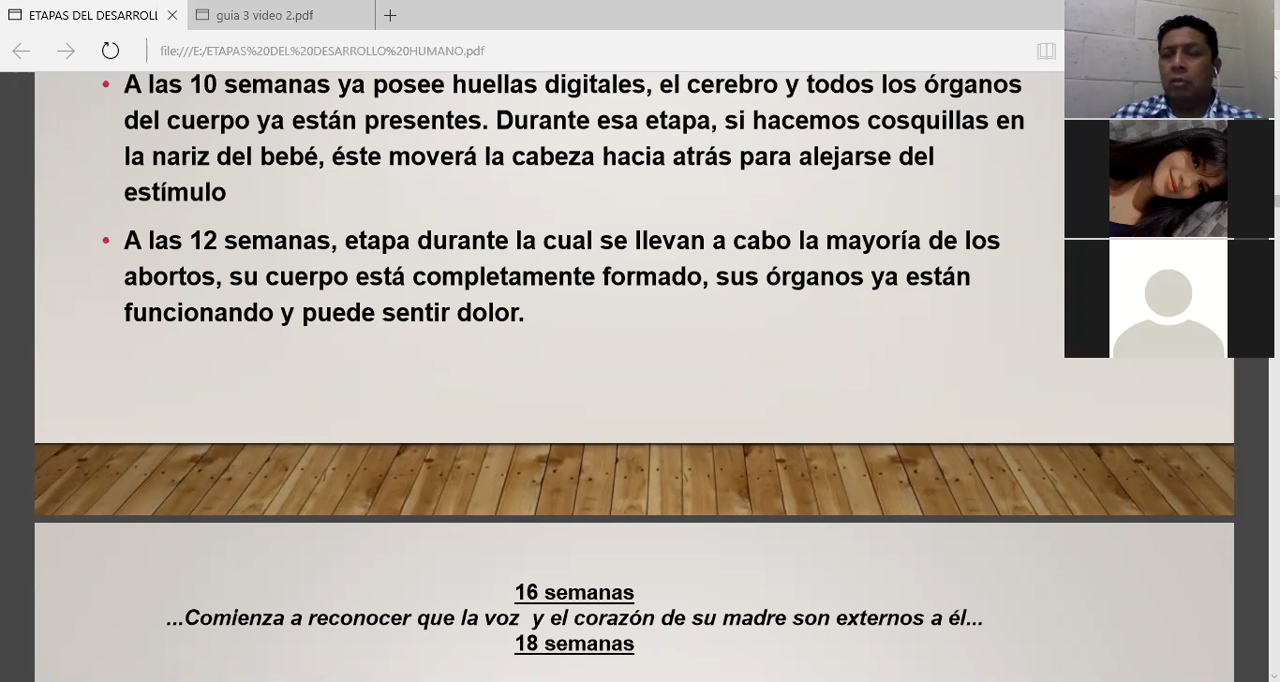 ETAPAS DEL DESARROLL
guia 3 video 2.pdf
file:///E:/ETAPAS%20DEL%20DESARROLLO%20HUMANO.pdf
• A las 10 semanas ya posee huellas digitales, el cerebro y todos los órganos
del cuerpo ya están presentes. Durante esa etapa, si hacemos cosquillas en
la nariz del bebé, éste moverá la cabeza hacia atrás para alejarse del
estímulo
• A las 12 semanas, etapa durante la cual se llevan a cabo la mayoría de los
abortos, su cuerpo está completamente formado, sus órganos ya están
funcionando y puede sentir dolor.
16 semanas
...Comienza a reconocer que la voz y el corazón de su madre son externos a él...
18 semanas